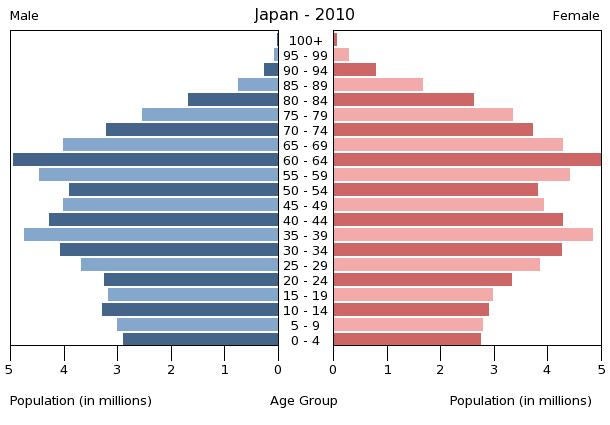 Japan - 2010
Male
Female
100+
95 - 99
90 - 94
85 - 89
80 - 84
75 - 79
70 - 74
65 - 69
60 - 64
55 - 59
50 - 54
45 - 49
40 - 44
35 - 39
30 - 34
25 - 29
20 - 24
15 - 19
10 - 14
5 - 9
0 - 4
5 4 3 2 1 0 0 1 2 3 4 5
Population (in millions) Age Group Population (in millions)